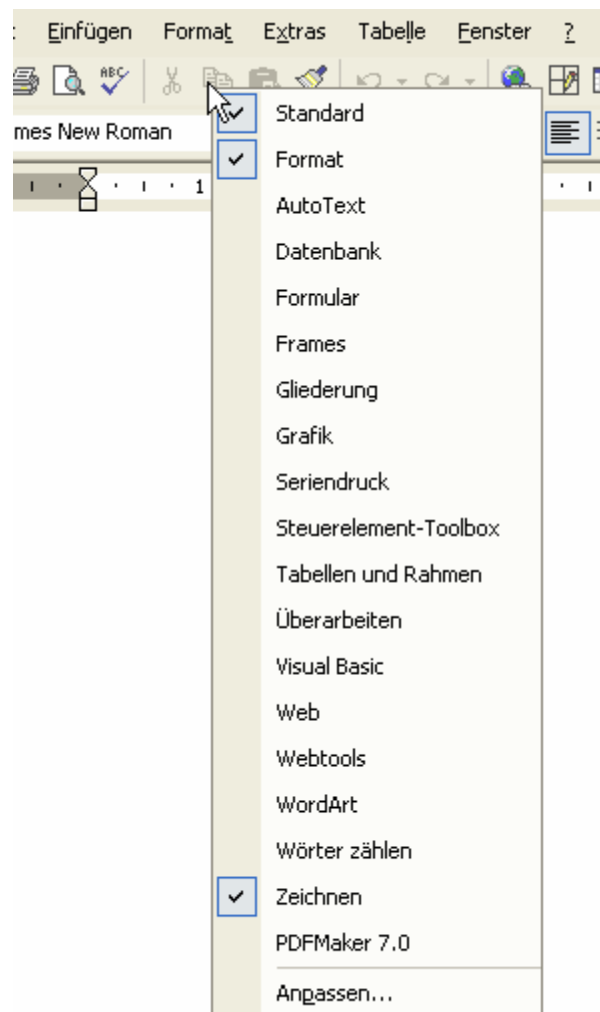 Einfügen Format Extras Tabelle Fenster ?
ABC
mes New Roman
1
Standard
Format
AutoText
Datenbank
Formular
Frames
Gliederung
Grafik
Seriendruck
Steuerelement-Toolbox
Tabellen und Rahmen
Überarbeiten
Visual Basic
Web
Webtools
WordArt
Wörter zählen
Zeichnen
PDFMaker 7.0
Anpassen...